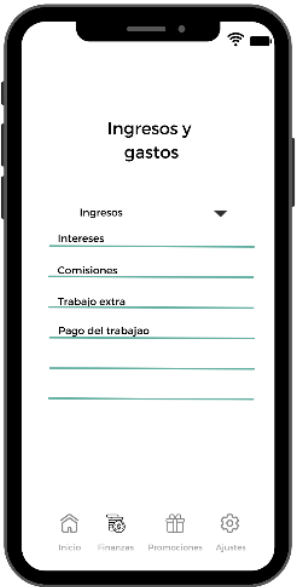 Ingresos y
gastos
Ingresos
Intereses
Comisiones
Trabajo extra
Pago del trabajao
Inicio Finanzas Promociones Ajustes